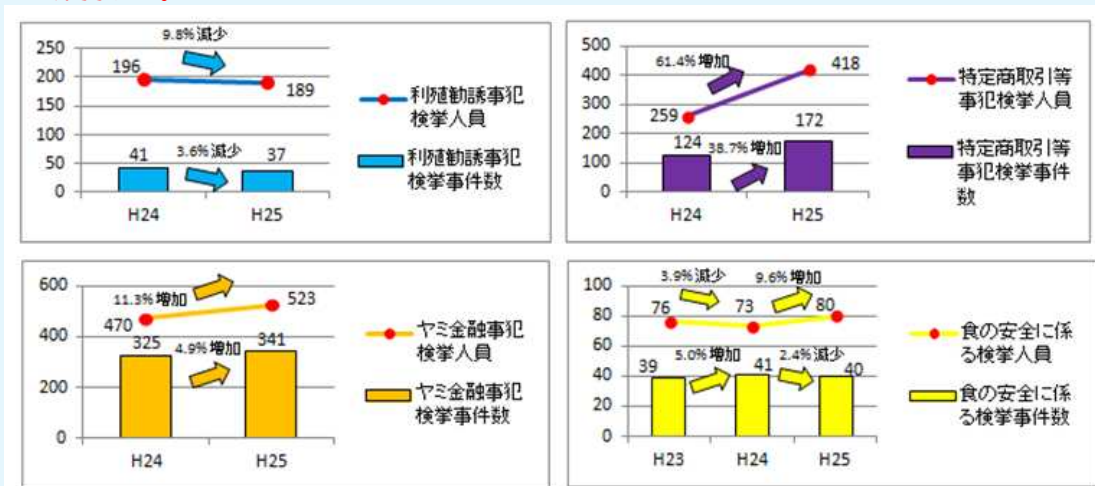 250
200
150
100
50
0
9.8% 減少
196
189
41
3.6% 減少
37
H24
H25
利殖勧誘事犯
検挙人員
利殖勧誘事犯
検挙事件数
500
400
300
200
100
0
61.4% 増加
418
259
124
38.7% 増加
172
H24
H25
特定商取引等
事犯検挙人員
特定商取引等
事犯検挙事件
数
600
400
200
0
11.3% 増加
523
470
325
4.9% 増加
341
H24
H25
ヤミ金融事犯
検挙人員
ヤミ金融事犯
検挙事件数
100
80
60
40
20
0
3.9% 減少
9.6% 増加
76
73
80
39
5.0% 増加
41
2.4% 減少
40
H23
H24
H25
食の安全に係
る検挙人員
食の安全に係
る検挙事件数